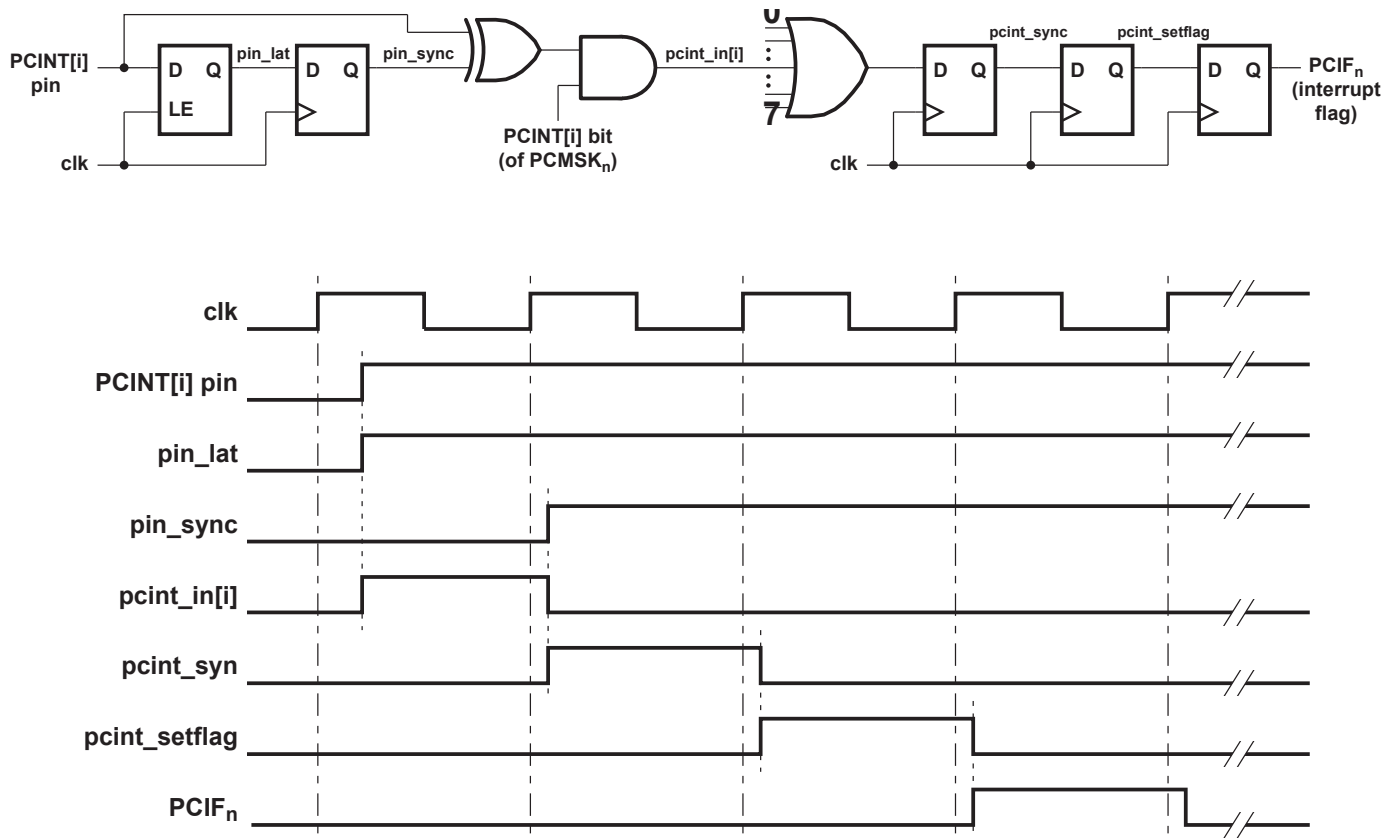 PCINT[i]
pin
D Q
LE
pin_lat
D Q
pin_sync
clk
PCINT[i] bit
(of PCMSKn)
pcint_in[i]
0
7
D Q
pcint_sync
D Q
pcint_setflag
D Q
clk
PCIFn
(interrupt
flag)
clk
PCINT[i] pin
pin_lat
pin_sync
pcint_in[i]
pcint_syn
pcint_setflag
PCIFn